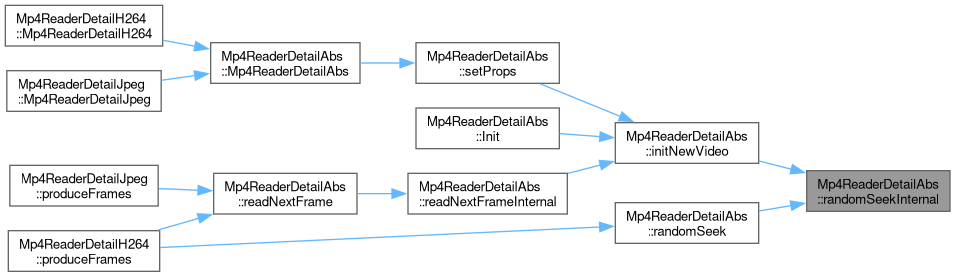 Mp4ReaderDetailH264
::Mp4ReaderDetailH264
Mp4ReaderDetailJpeg
::Mp4ReaderDetailJpeg
Mp4ReaderDetailAbs
::Mp4ReaderDetailAbs
Mp4ReaderDetailAbs
::setProps
Mp4ReaderDetailAbs
::Init
Mp4ReaderDetailAbs
::initNewVideo
Mp4ReaderDetailJpeg
::produceFrames
Mp4ReaderDetailAbs
::readNextFrame
Mp4ReaderDetailAbs
::readNextFrameInternal
Mp4ReaderDetailAbs
::randomSeekInternal
Mp4ReaderDetailH264
::produceFrames
Mp4ReaderDetailAbs
::randomSeek